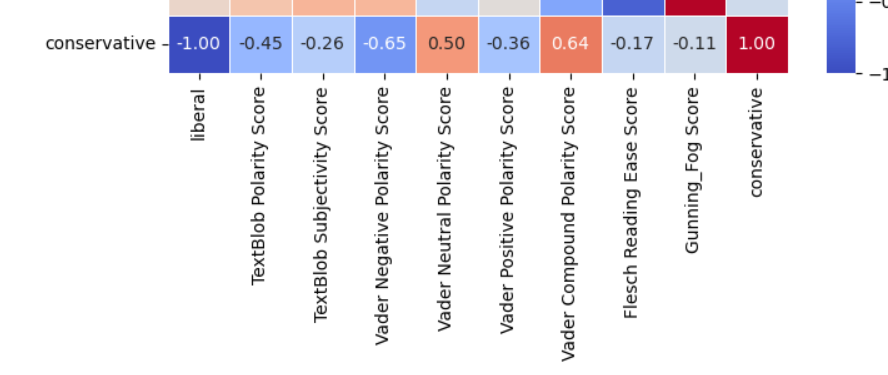 conservative
-1.00 -0.45 -0.26 -0.65 0.50 -0.36 0.64 -0.17 -0.11 1.00
liberal
TextBlob Polarity Score
TextBlob Subjectivity Score
Vader Negative Polarity Score
Vader Neutral Polarity Score
Vader Positive Polarity Score
Vader Compound Polarity Score
Flesch Reading Ease Score
Gunning_Fog Score
conservative